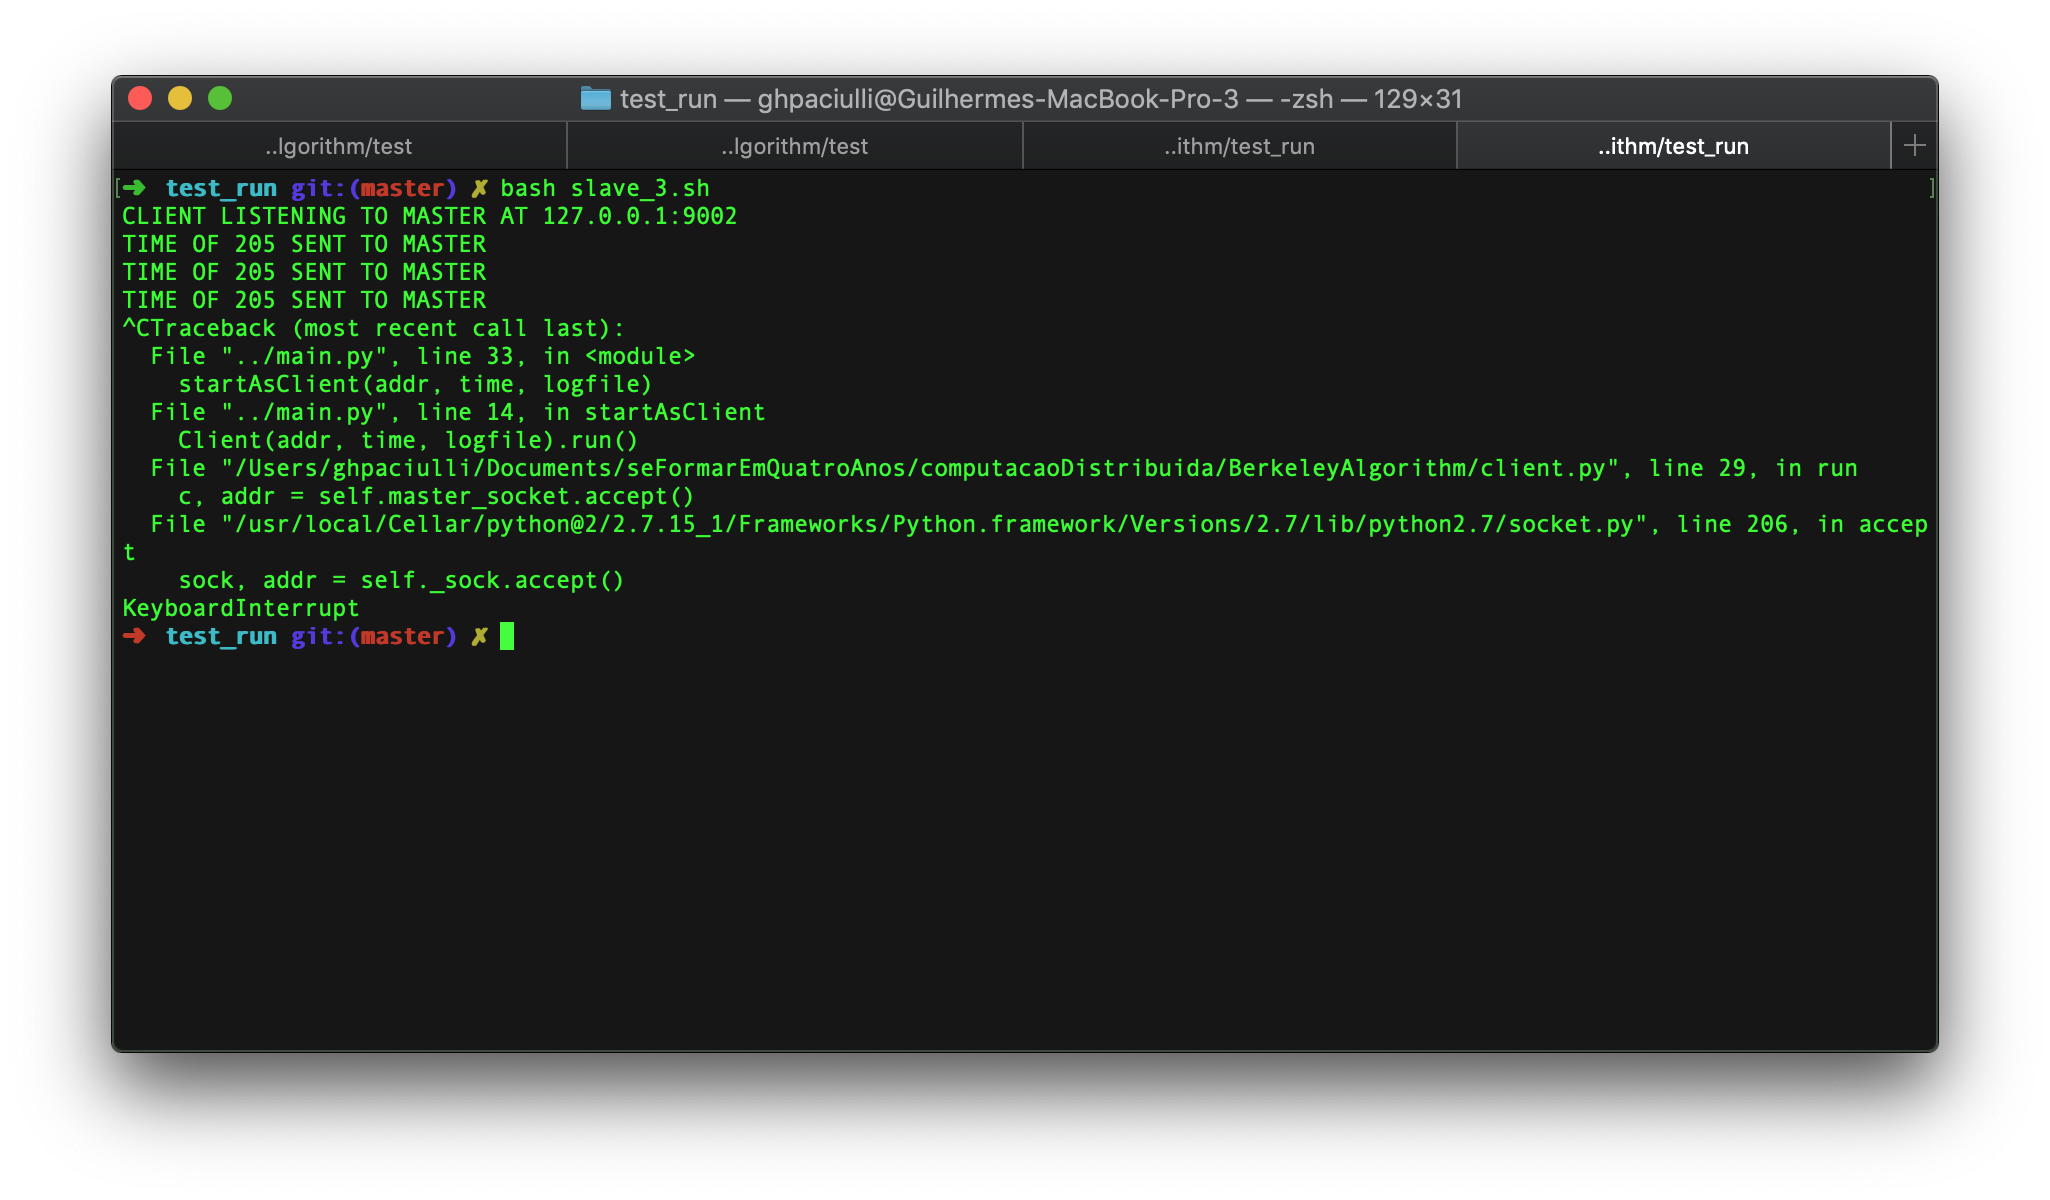 test_run — ghpaciulli@Guilhermes-MacBook-Pro-3 — -zsh — 129×31
..lgorithm/test ..lgorithm/test ..ithm/test_run ..ithm/test_run +
[➜ test_run git:(master) ✗ bash slave_3.sh ]
CLIENT LISTENING TO MASTER AT 127.0.0.1:9002
TIME OF 205 SENT TO MASTER
TIME OF 205 SENT TO MASTER
TIME OF 205 SENT TO MASTER
^CTraceback (most recent call last):
  File "../main.py", line 33, in <module>
    startAsClient(addr, time, logfile)
  File "../main.py", line 14, in startAsClient
    Client(addr, time, logfile).run()
  File "/Users/ghpaciulli/Documents/seFormarEmQuatroAnos/computacaoDistribuida/BerkeleyAlgorithm/client.py", line 29, in run
    c, addr = self.master_socket.accept()
  File "/usr/local/Cellar/python@2/2.7.15_1/Frameworks/Python.framework/Versions/2.7/lib/python2.7/socket.py", line 206, in accep
t
    sock, addr = self._sock.accept()
KeyboardInterrupt
➜ test_run git:(master) ✗